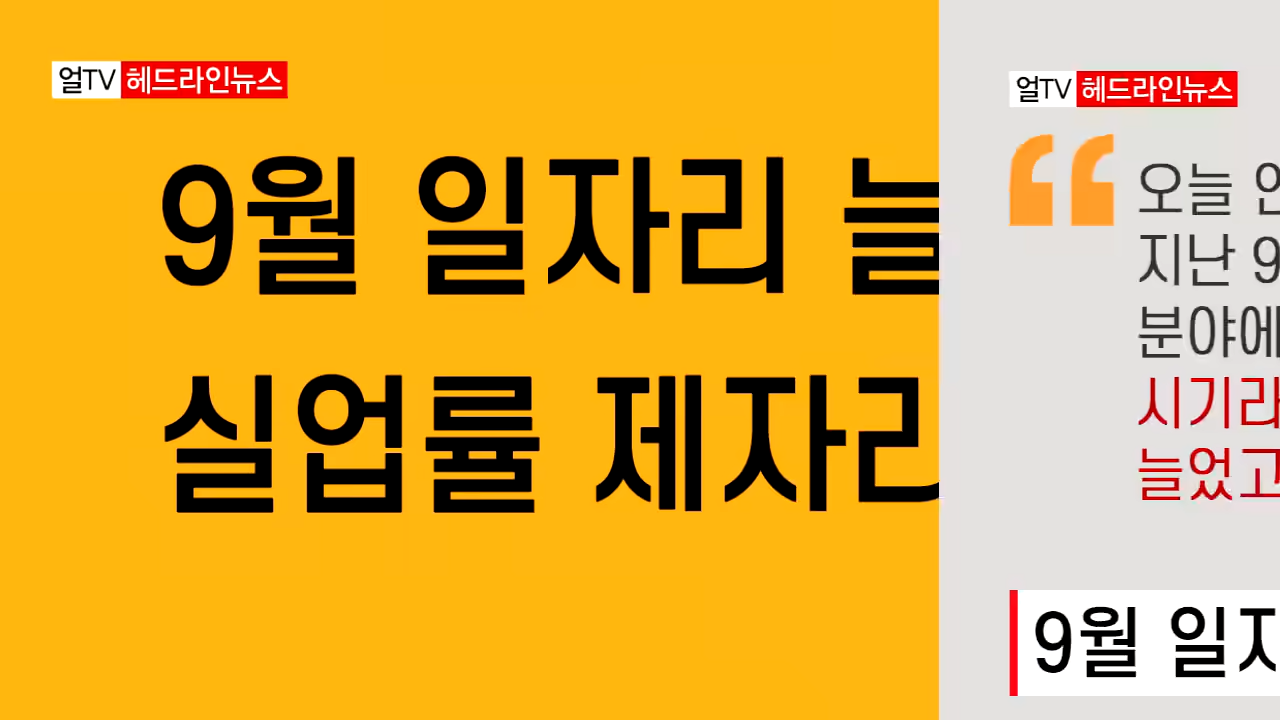 얼TV 헤드라인뉴스
9월 일자리 늘
실업률 제자리
얼TV 헤드라인뉴스
“
오늘
지난 9
분야에
시기라
늘었고
9월 일자